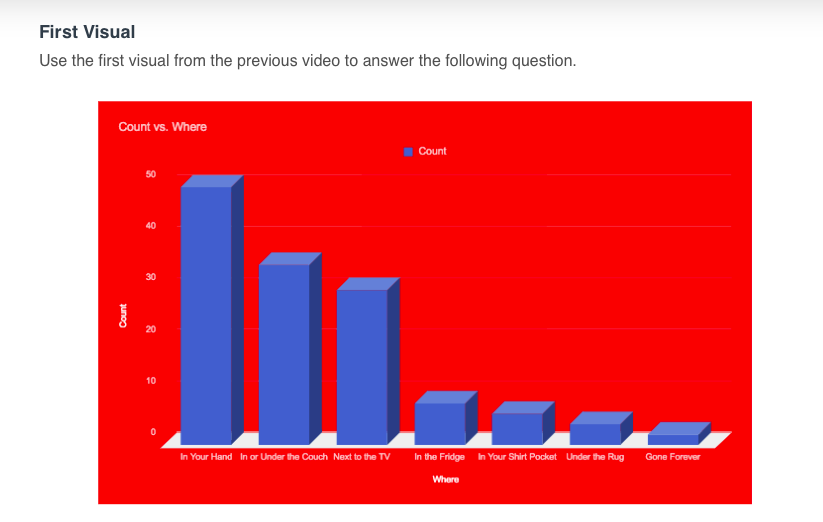 First Visual
Use the first visual from the previous video to answer the following question.
Count vs. Where
Count
50
40
30
20
10
0
Count
In Your Hand In or Under the Couch Next to the TV In the Fridge In Your Shirt Pocket Under the Rug Gone Forever
Where